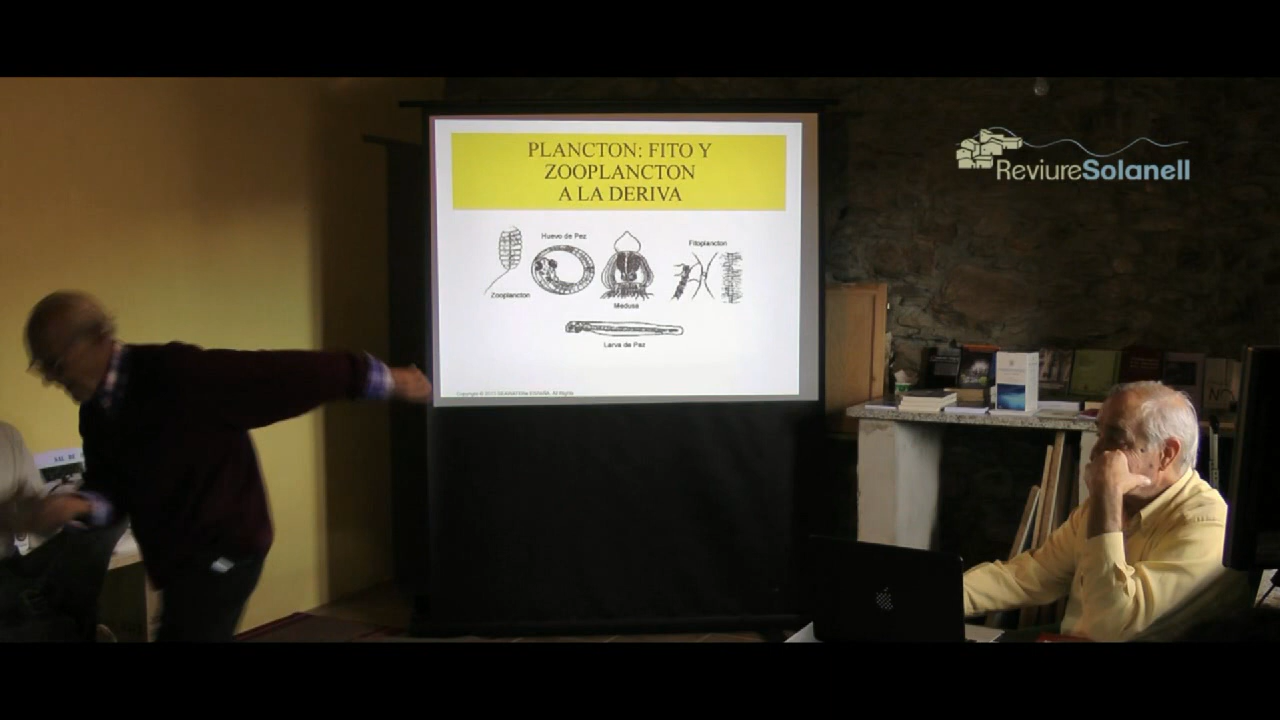 PLANCTON: FITO Y
ZOOPLANCTON
A LA DERIVA
Huevo de Pez
Fitoplancton
Zooplancton
Medusa
Larva de Pez
ReviureSolanell